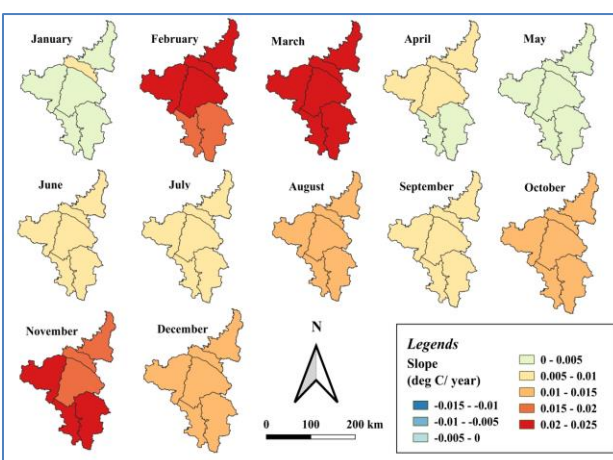 January
February
March
April
May
June
July
August
September
October
November
December
N
0 100 200 km
Legends
Slope
(deg C/ year)
-0.015 - -0.01
-0.01 - -0.005
-0.005 - 0
0 - 0.005
0.005 - 0.01
0.01 - 0.015
0.015 - 0.02
0.02 - 0.025